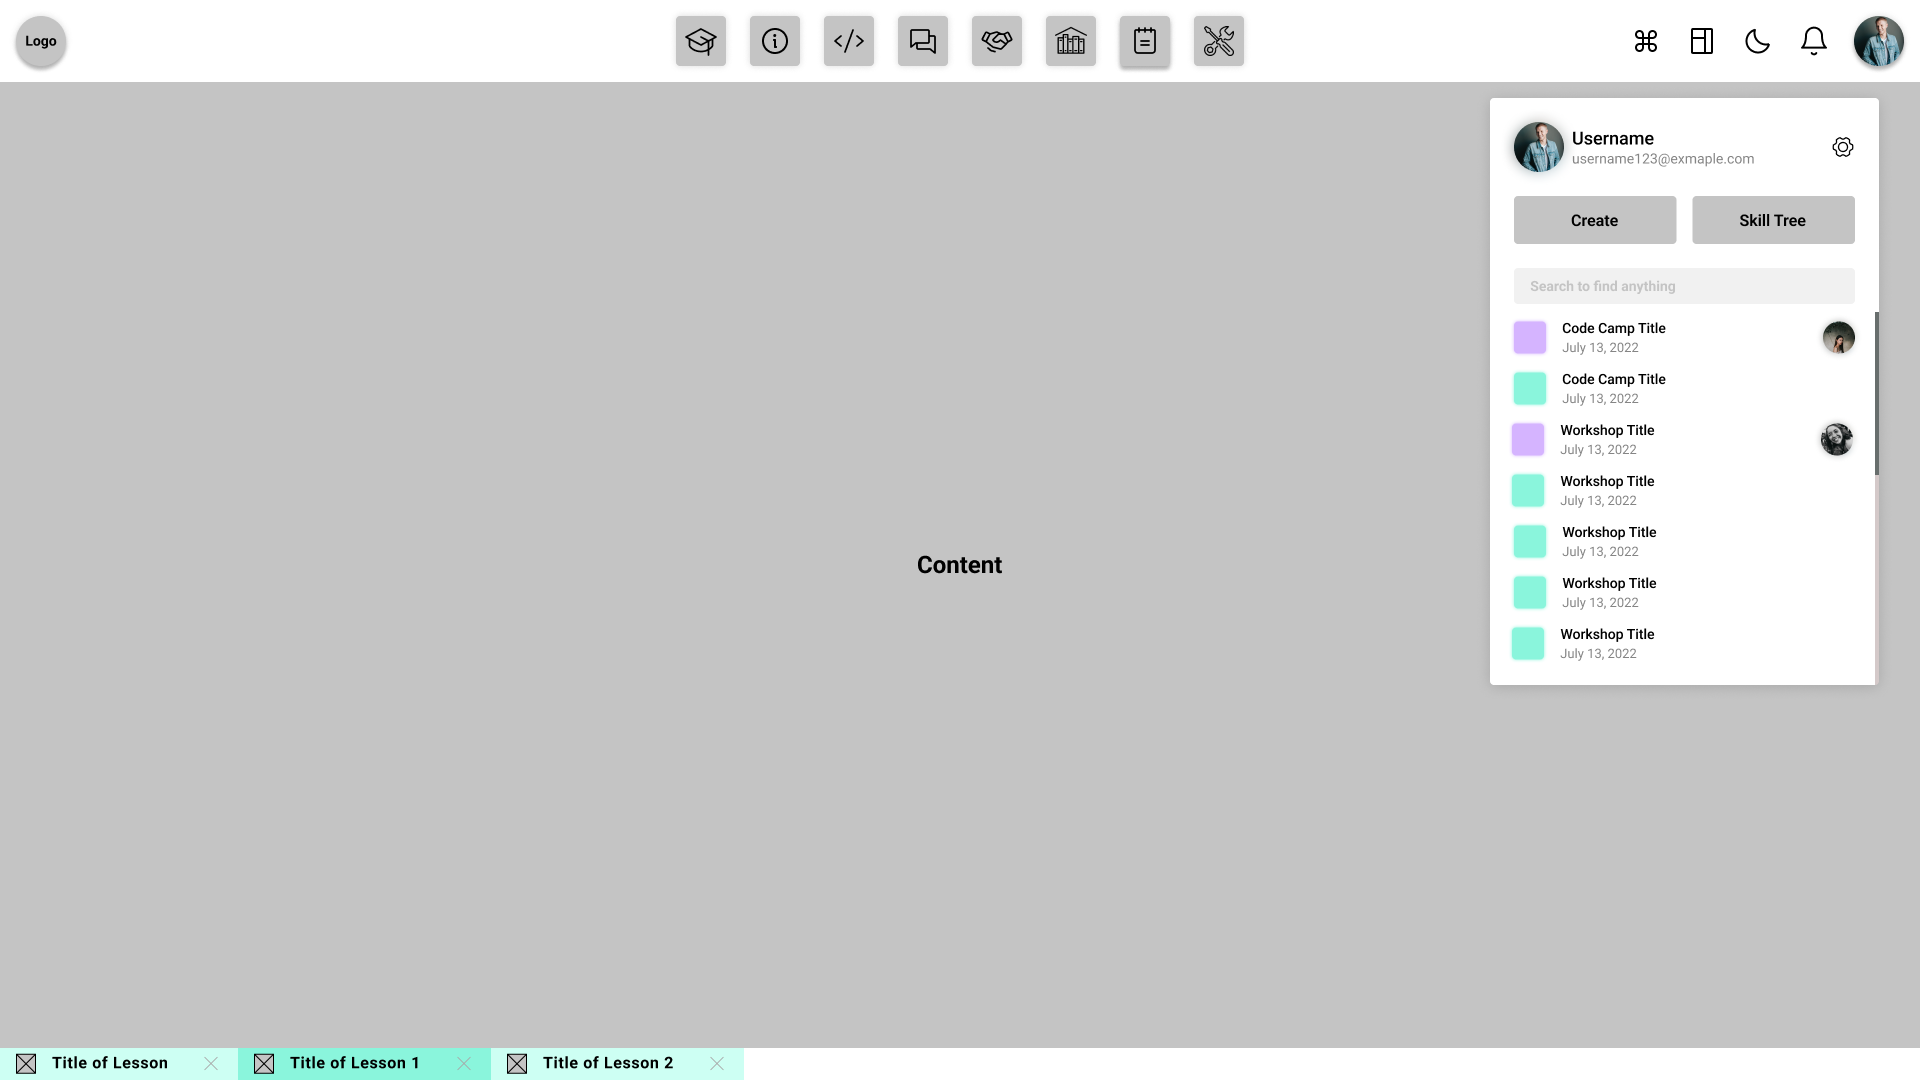 Logo
Username
username123@exmaple.com
Create
Skill Tree
Search to find anything
Code Camp Title
July 13, 2022
Code Camp Title
July 13, 2022
Workshop Title
July 13, 2022
Workshop Title
July 13, 2022
Workshop Title
July 13, 2022
Workshop Title
July 13, 2022
Workshop Title
July 13, 2022
Content
Title of Lesson
Title of Lesson 1
Title of Lesson 2